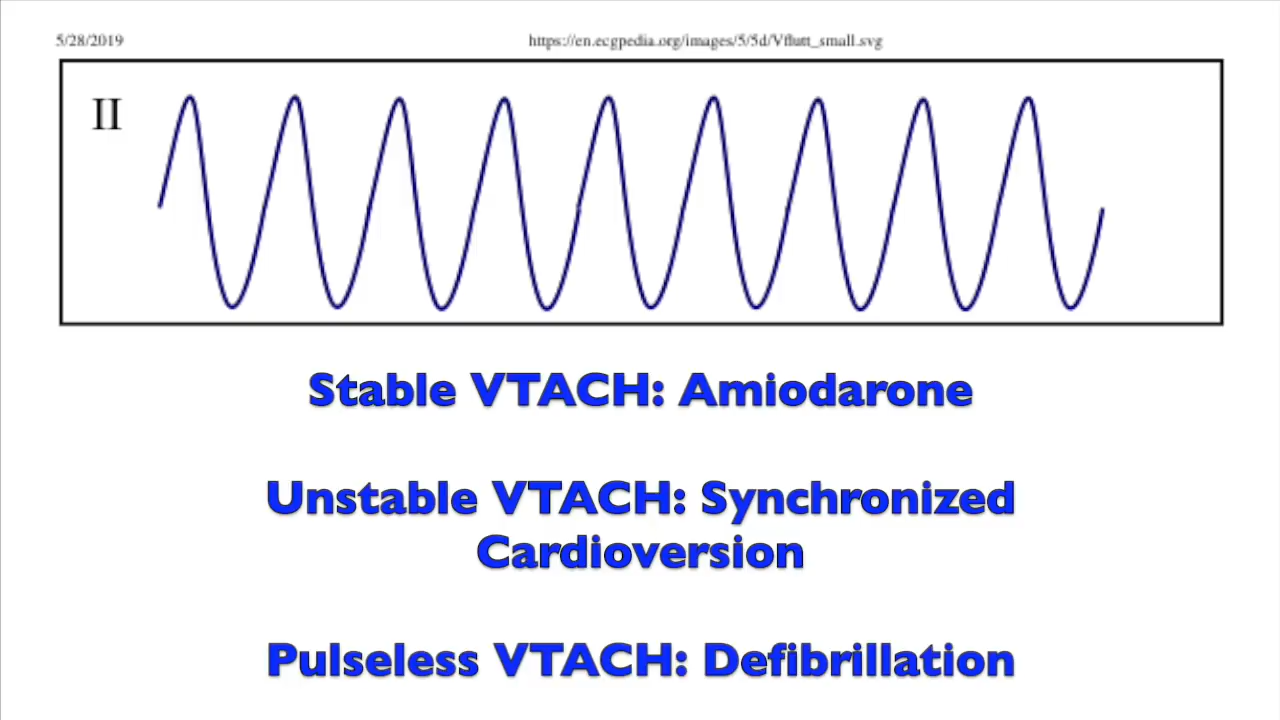 5/28/2019
https://en.ecgpedia.org/images/5/5d/Vflutt_small.svg
II
Stable VTACH: Amiodarone
Unstable VTACH: Synchronized
Cardioversion
Pulseless VTACH: Defibrillation